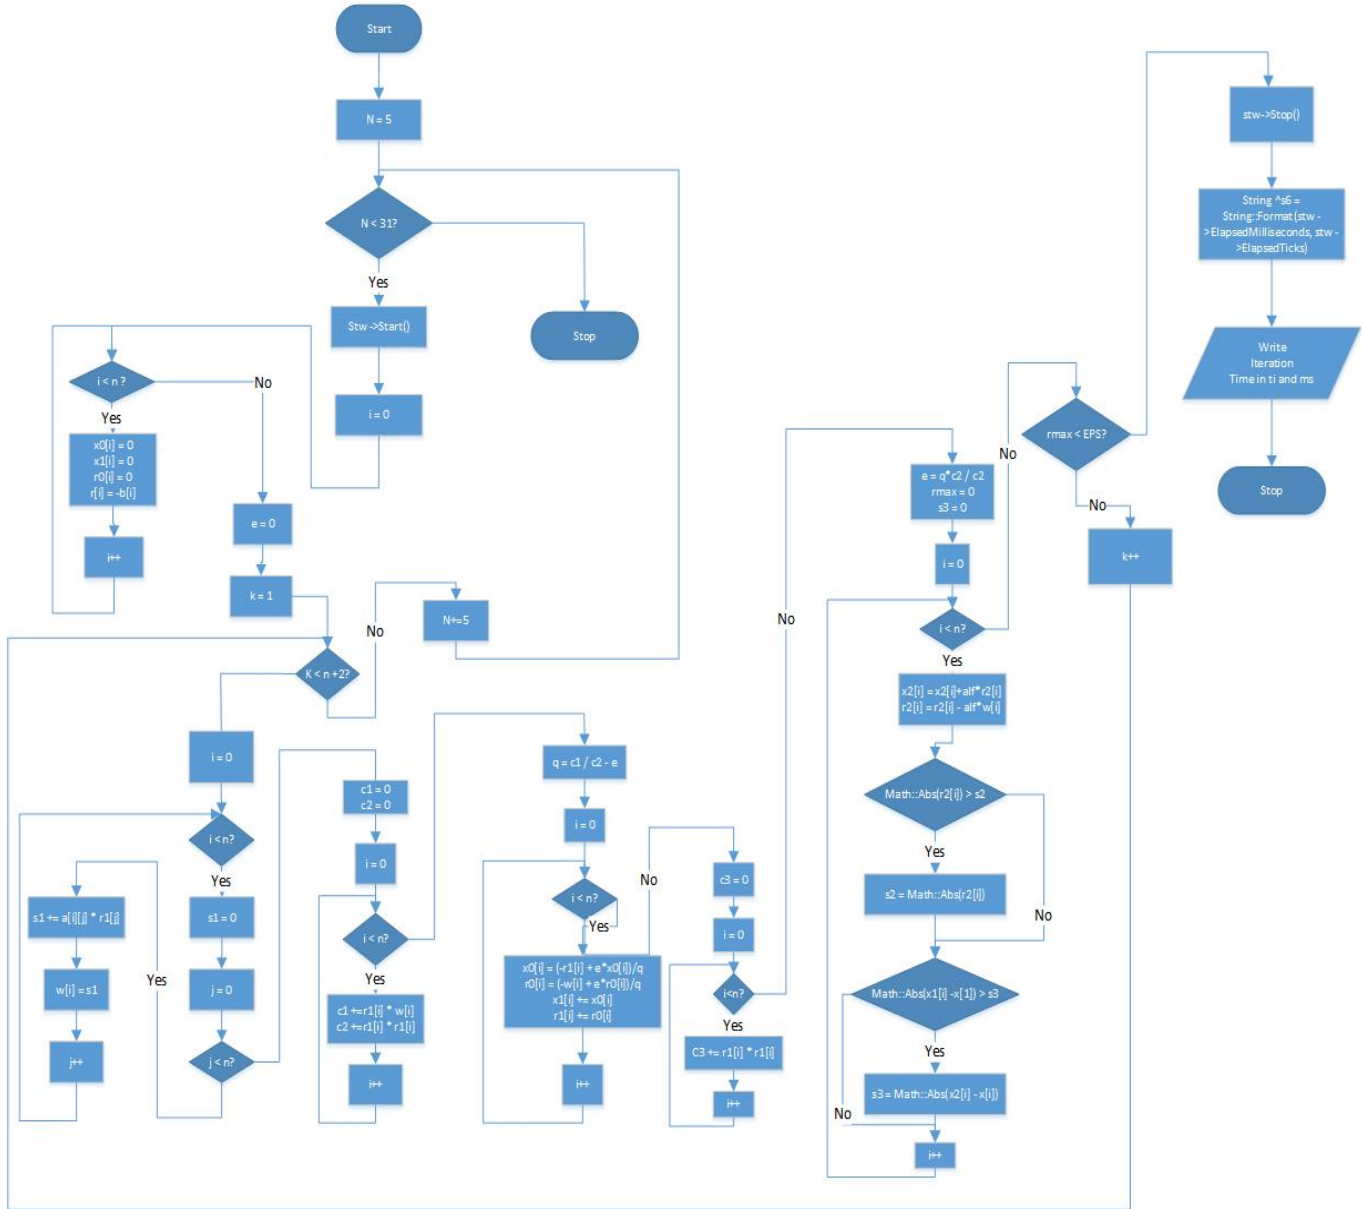 Start
N = 5
N < 31?
Yes
Stw ->Start()
i = 0
Stop
i < n ?
No
Yes
x0[i] = 0
x1[i] = 0
r0[i] = 0
r[i] = -b[i]
i++
e = 0
k = 1
No
N+=5
K < n +2?
i = 0
i < n?
Yes
s1 = 0
j = 0
j < n?
Yes
s1 += a[i][j] * r1[j]
w[i] = s1
j++
c1 = 0
c2 = 0
i = 0
i < n?
Yes
c1 +=r1[i] * w[i]
c2 +=r1[i] * r1[i]
i++
q = c1 / c2 - e
i = 0
i < n?
Yes
No
x0[i] = (-r1[i] + e*x0[i])/q
r0[i] = (-w[i] + e*r0[i])/q
x1[i] += x0[i]
r1[i] += r0[i]
i++
c3 = 0
i = 0
i<n?
Yes
C3 += r1[i] * r1[i]
i++
No
e = q*c2 / c2
rmax = 0
s3 = 0
i = 0
i < n?
No
Yes
x2[i] = x2[i]+alf*r2[i]
r2[i] = r2[i] - alf*w[i]
Math::Abs(r2[i]) > s2
Yes
No
s2 = Math::Abs(r2[i])
Math::Abs(x1[i] -x[1]) > s3
Yes
No
s3 = Math::Abs(x2[i] - x[i])
i++
rmax < EPS?
No
k++
stw->Stop()
String ^s6 =
String::Format(stw -
>ElapsedMilliseconds, stw -
>ElapsedTicks)
Write
Iteration
Time in ti and ms
Stop